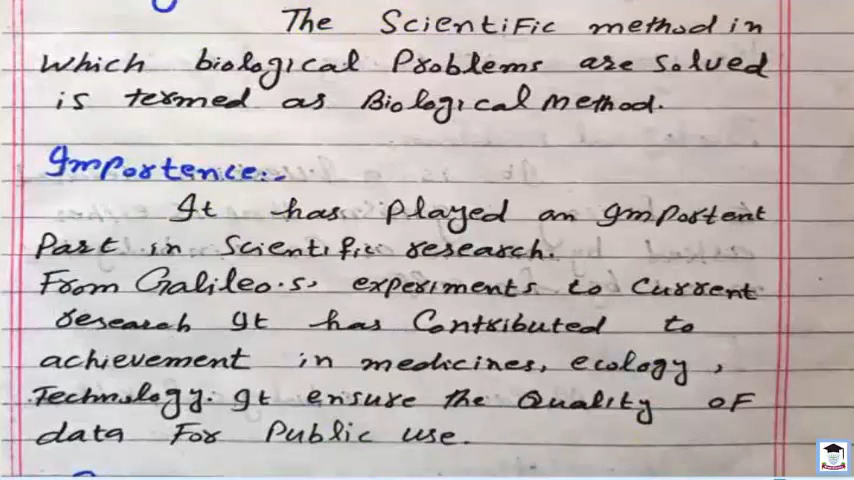 The Scientific method in
which biological Problems are solved
is termed as Biological Method.
Importence:-
It has played an importent
Part in Scientific research.
From Galileo.s, experiments to current
research It has Contributed to
achievement in medicines, ecology,
Technology. It ensure the Quality of
data For Public use.